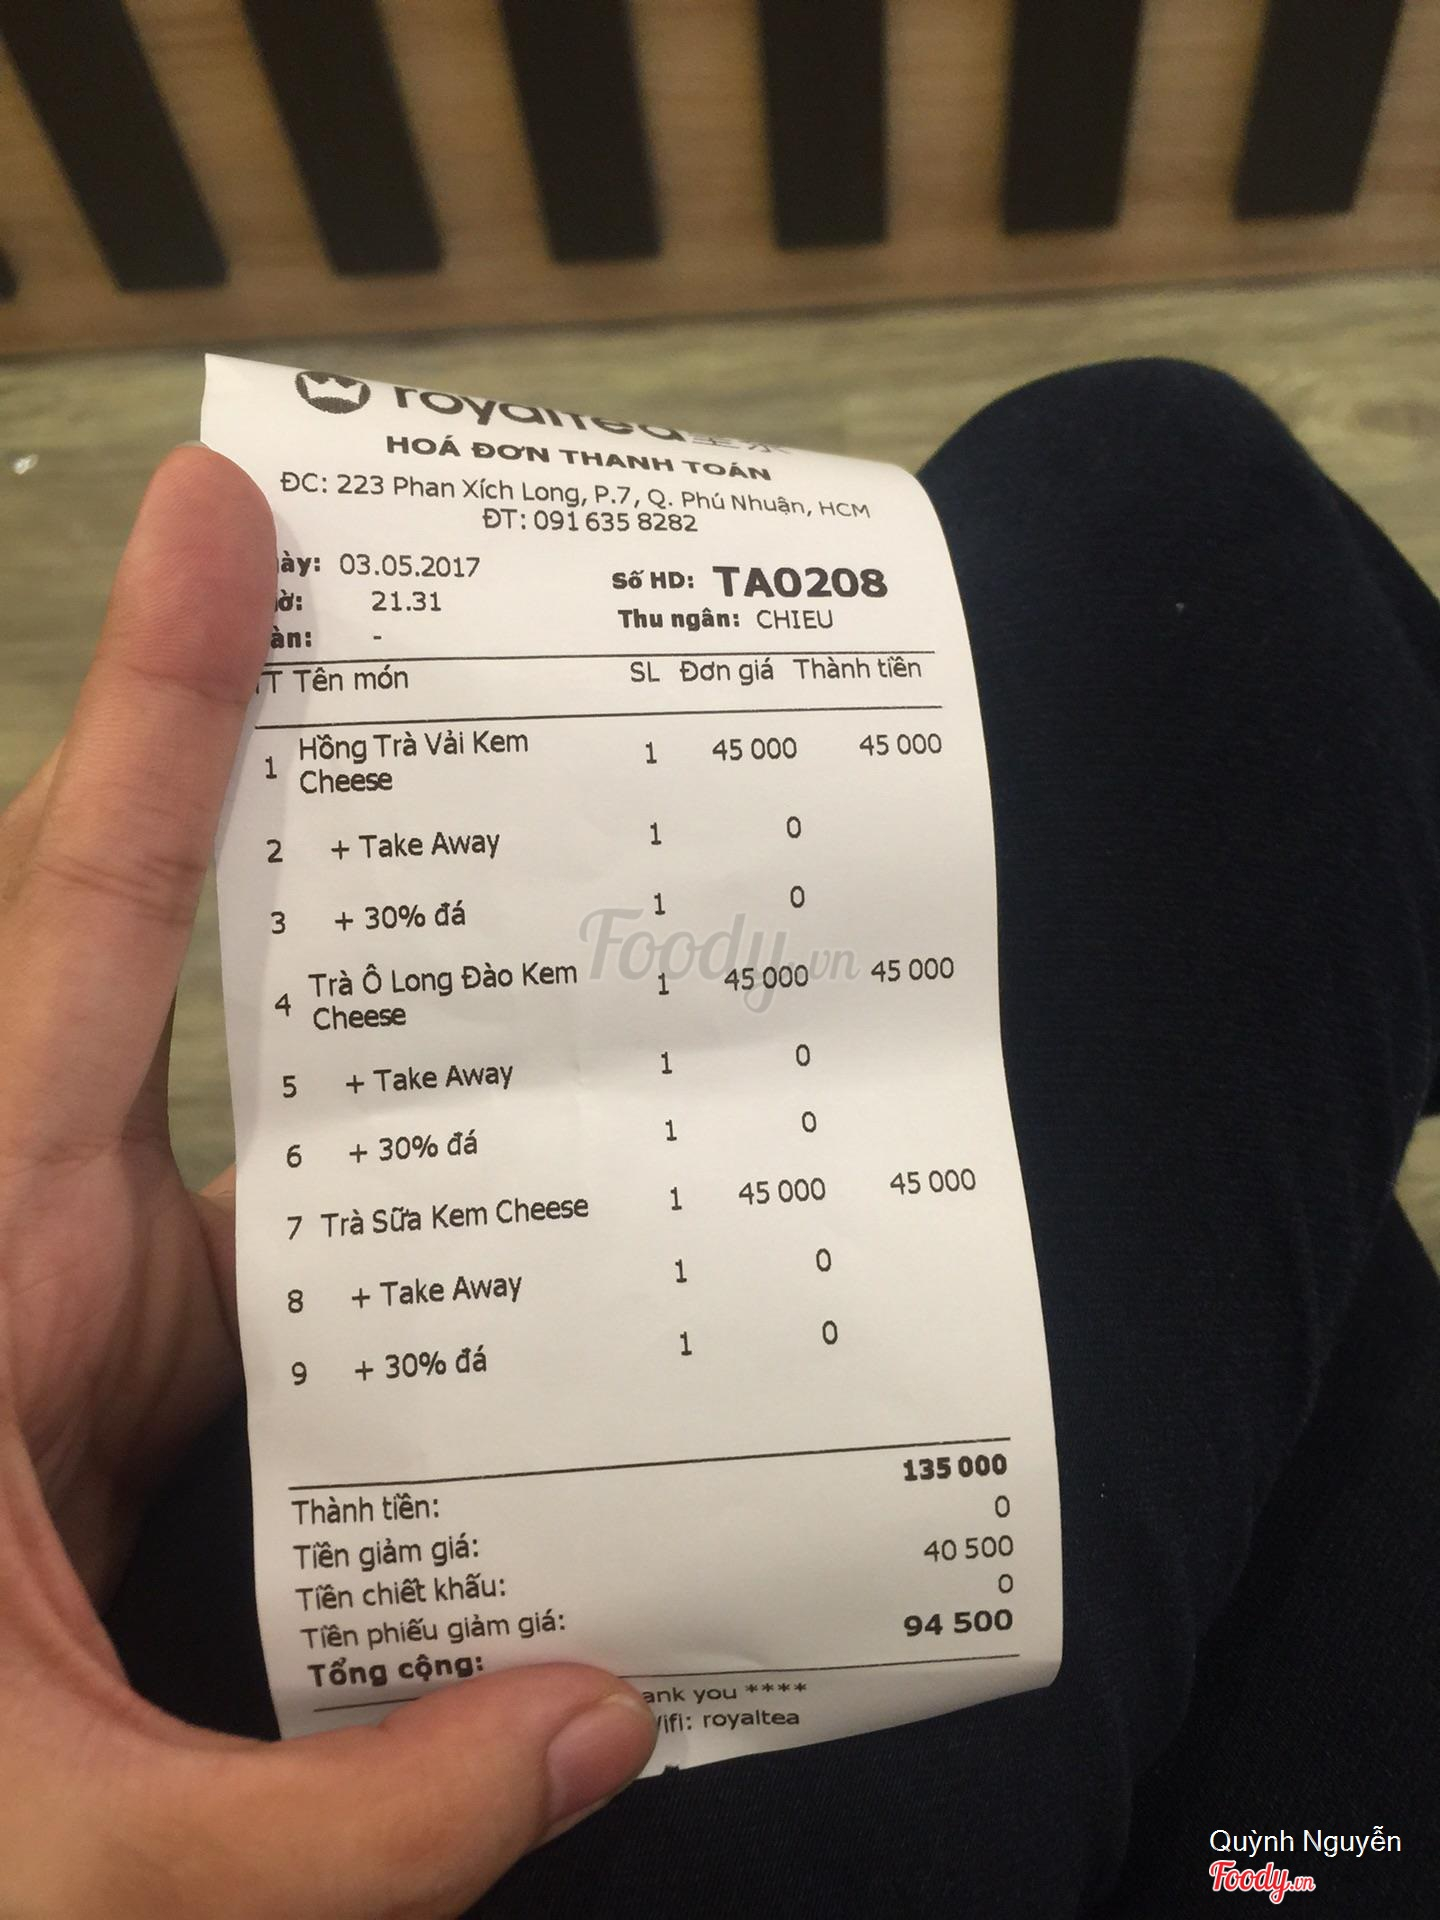 royaltea
HOÁ ĐƠN THANH TOÁN
ĐC: 223 Phan Xích Long, P.7, Q. Phú Nhuận, HCM
ĐT: 091 635 8282
ày: 03.05.2017
Số HD: TA0208
ờ: 21.31
Thu ngân: CHIEU
àn: -
TT Tên món SL Đơn giá Thành tiền
1 Hồng Trà Vải Kem Cheese 1 45 000 45 000
2 + Take Away 1 0
3 + 30% đá 1 0
Foody.vn
4 Trà Ô Long Đào Kem Cheese 1 45 000 45 000
5 + Take Away 1 0
6 + 30% đá 1 0
7 Trà Sữa Kem Cheese 1 45 000 45 000
8 + Take Away 1 0
9 + 30% đá 1 0
Thành tiền: 135 000
Tiền giảm giá: 0
Tiền chiết khấu: 40 500
Tiền phiếu giảm giá: 0
Tổng cộng: 94 500
ank you ****
ifi: royaltea
Quỳnh Nguyễn
Foody.vn